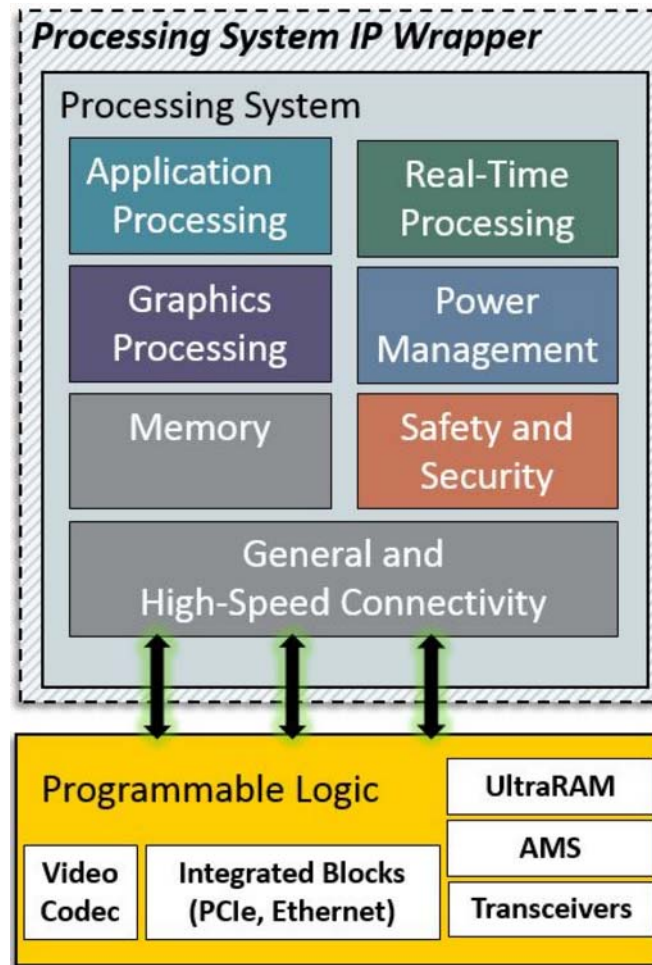 Processing System IP Wrapper
Processing System
Application
Processing
Real-Time
Processing
Graphics
Processing
Power
Management
Memory
Safety and
Security
General and
High-Speed Connectivity
Programmable Logic
UltraRAM
AMS
Transceivers
Video
Codec
Integrated Blocks
(PCIe, Ethernet)